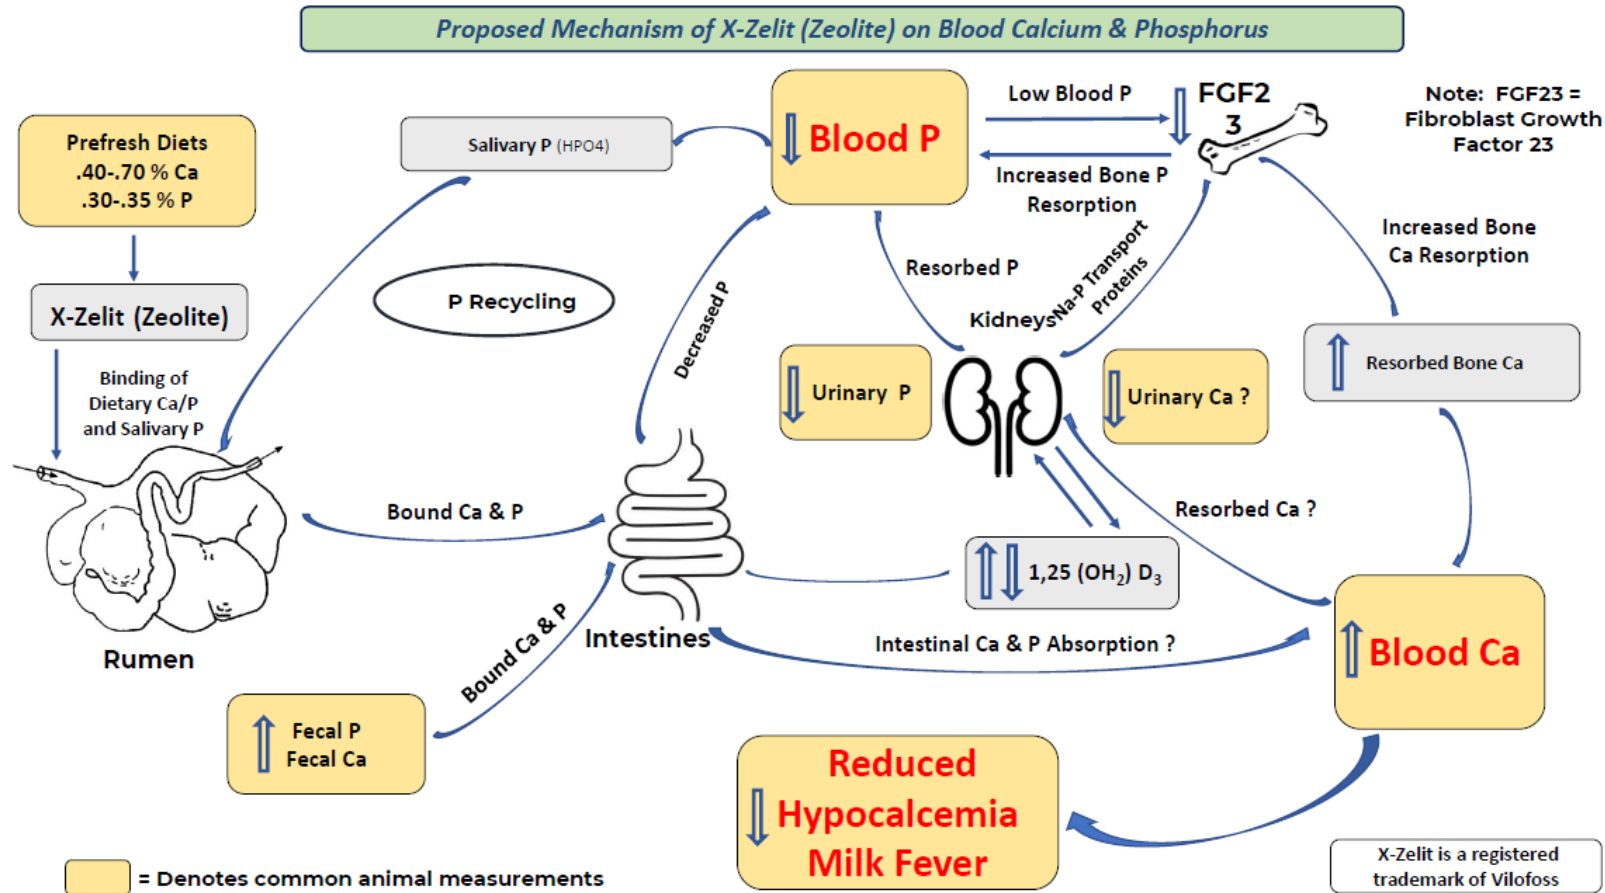 Proposed Mechanism of X-Zelit (Zeolite) on Blood Calcium & Phosphorus
Prefresh Diets
.40-.70 % Ca
.30-.35 % P
X-Zelit (Zeolite)
Binding of
Dietary Ca/P
and Salivary P
Rumen
Salivary P (HPO4)
P Recycling
Bound Ca & P
Decreased P
Blood P
Low Blood P
Increased Bone P
Resorption
FGF2
3
Note: FGF23 =
Fibroblast Growth
Factor 23
Resorbed P
Na-P Transport
Proteins
Kidneys
Urinary P
Urinary Ca ?
Increased Bone
Ca Resorption
Resorbed Bone Ca
Resorbed Ca ?
1,25 (OH₂) D₃
Intestines
Intestinal Ca & P Absorption ?
Bound Ca & P
Fecal P
Fecal Ca
Blood Ca
Reduced
Hypocalcemia
Milk Fever
= Denotes common animal measurements
X-Zelit is a registered
trademark of Vilofoss